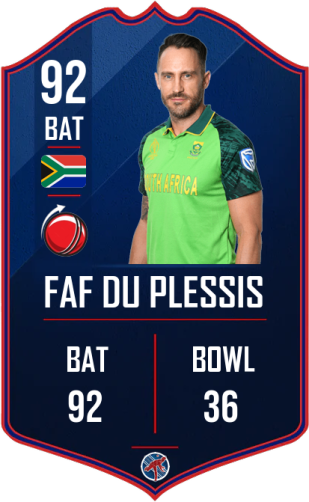 92
BAT
SOUTH AFRICA
FAF DU PLESSIS
BAT BOWL
92 36